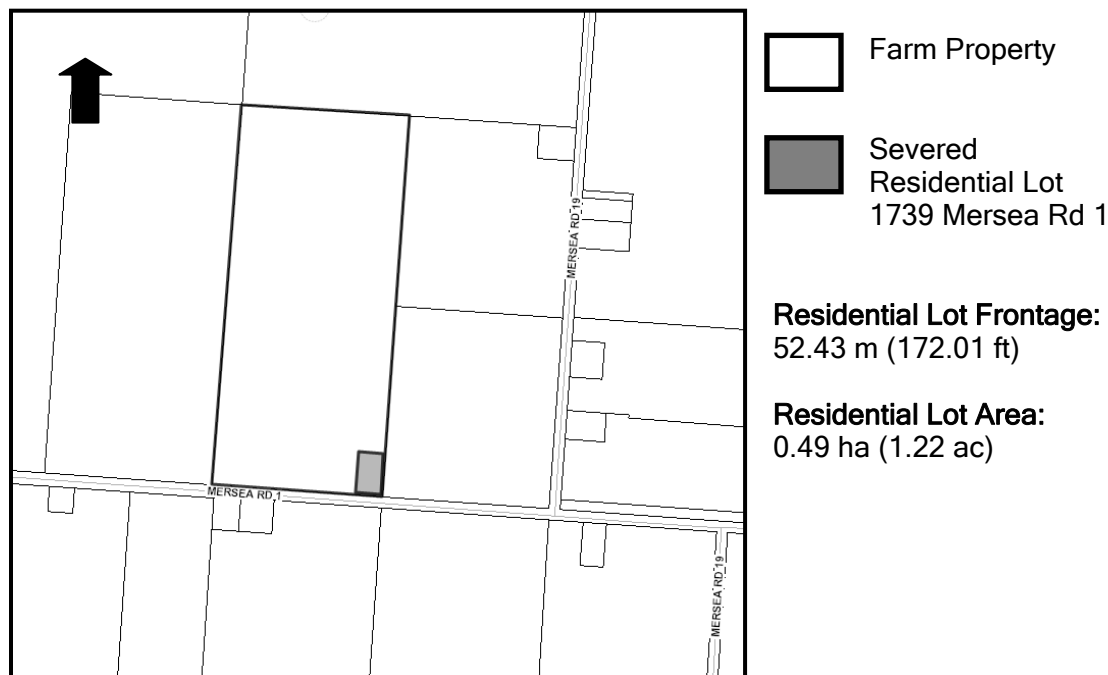 Farm Property
Severed
Residential Lot
1739 Mersea Rd 1
MERSEA RD 19
Residential Lot Frontage:
52.43 m (172.01 ft)
Residential Lot Area:
0.49 ha (1.22 ac)
MERSEA RD 1
MERSEA RD 19